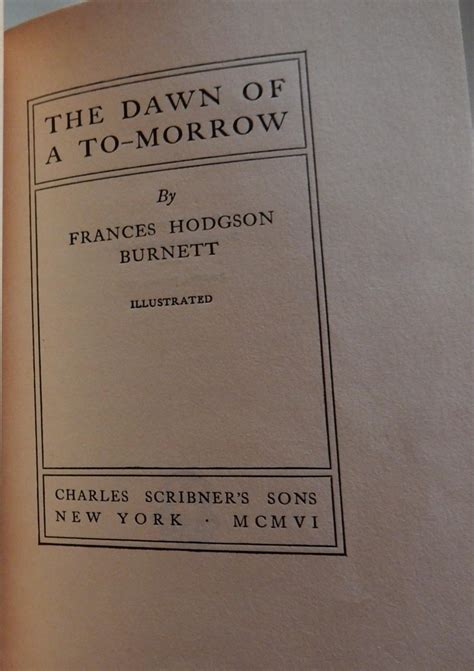 THE DAWN OF
A TO-MORROW
By
FRANCES HODGSON
BURNETT
ILLUSTRATED
CHARLES SCRIBNER'S SONS
NEW YORK · MCMVI